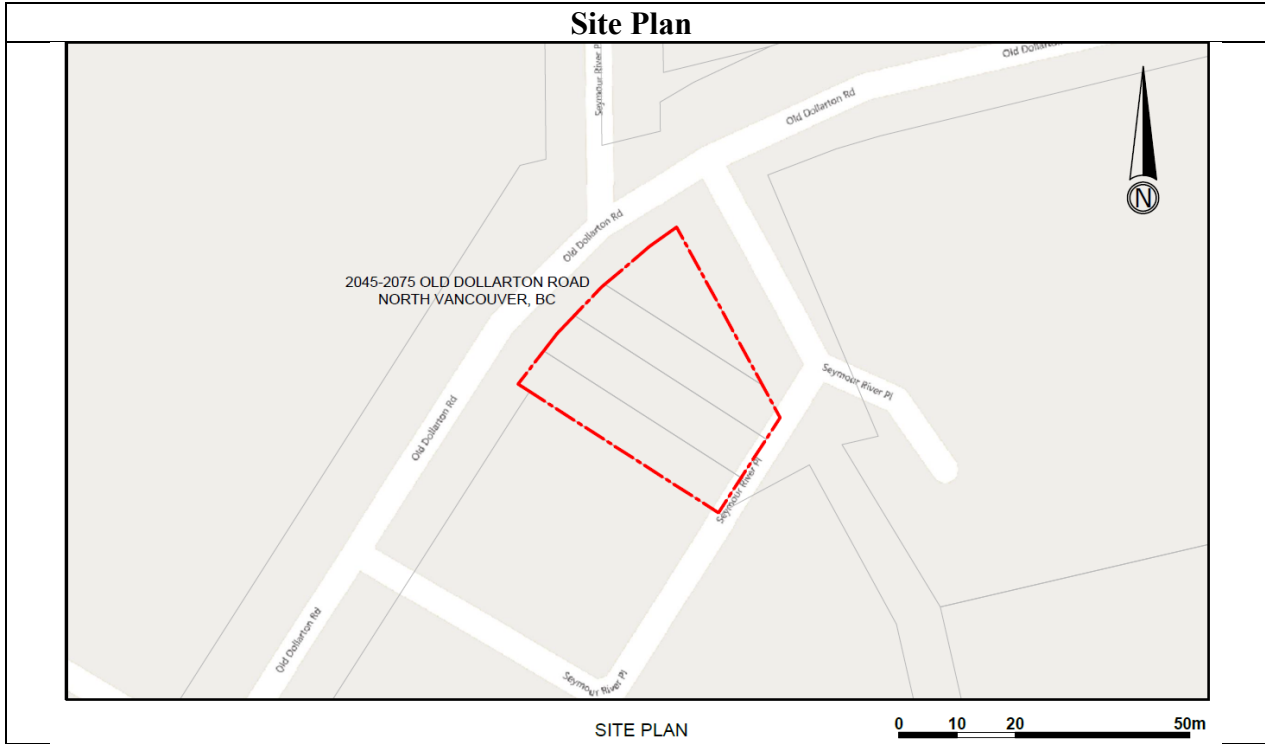 Site Plan
Seymour River Pl
Old Dollarton
Old Dollarton Rd
Old Dollarton Rd
2045-2075 OLD DOLLARTON ROAD
NORTH VANCOUVER, BC
N
Seymour River Pl
Old Dollarton Rd
Seymour River Pl
Old Dollarton Rd
Seymour River Pl
SITE PLAN
0 10 20 50m